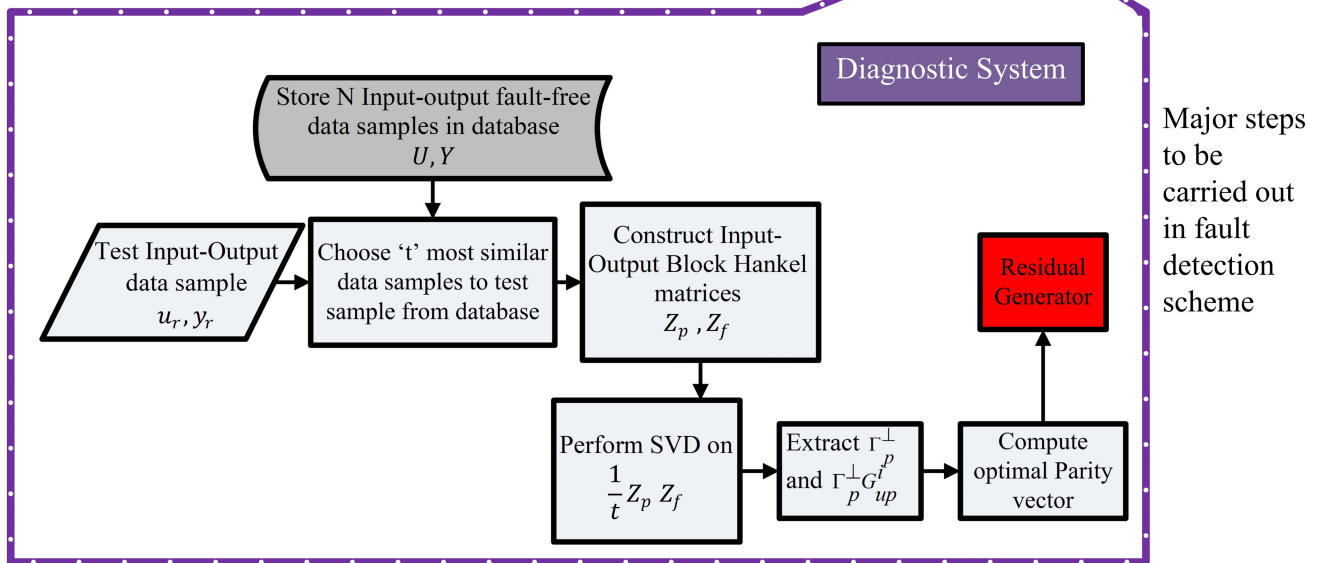 Diagnostic System
Store N Input-output fault-free
data samples in database
U, Y
Test Input-Output
data sample
u_r, y_r
Choose ‘t’ most similar
data samples to test
sample from database
Construct Input-
Output Block Hankel
matrices
Z_p , Z_f
Perform SVD on
1/t Z_p Z_f
Extract Γ_p^⊥
and Γ_p^⊥ G_up^i
Compute
optimal Parity
vector
Residual
Generator
Major steps
to be
carried out
in fault
detection
scheme